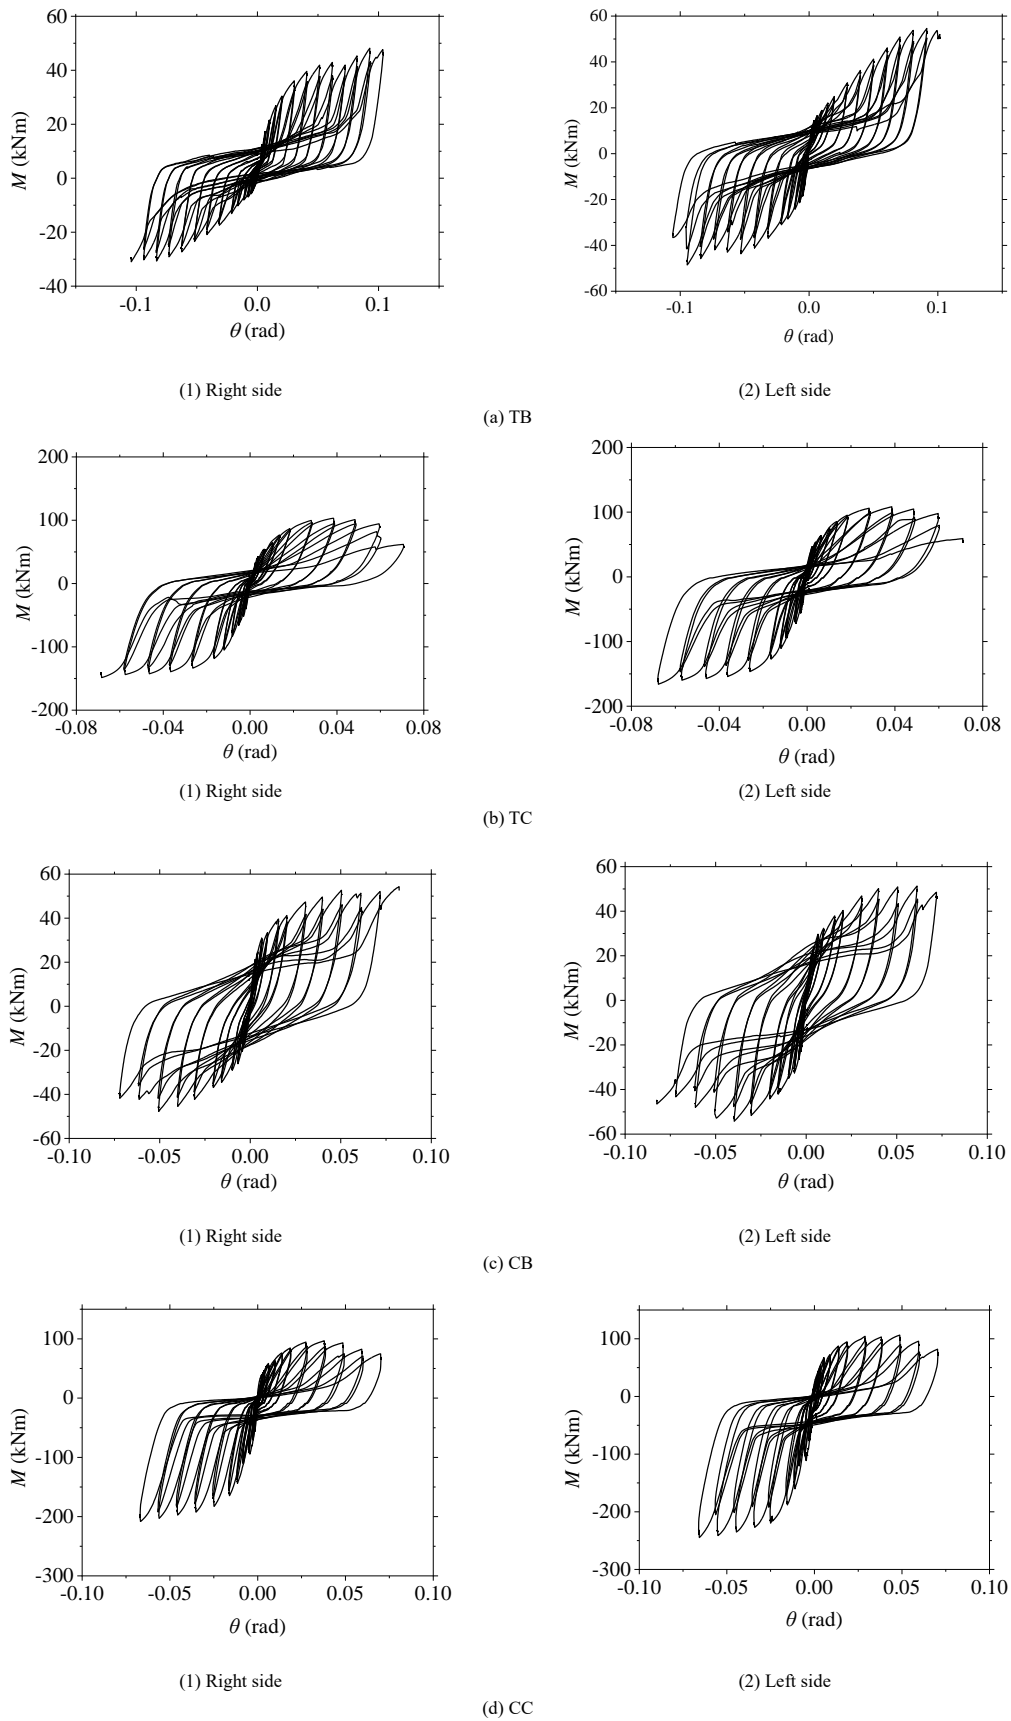 60
40
20
0
-20
-40
M (kNm)
-0.1 0.0 0.1
θ (rad)
60
40
20
0
-20
-40
-60
M (kNm)
-0.1 0.0 0.1
θ (rad)
(1) Right side (2) Left side
(a) TB
200
100
0
-100
-200
M (kNm)
-0.08 -0.04 0.00 0.04 0.08
θ (rad)
200
100
0
-100
-200
M (kNm)
-0.08 -0.04 0.00 0.04 0.08
θ (rad)
(1) Right side (2) Left side
(b) TC
60
40
20
0
-20
-40
-60
M (kNm)
-0.10 -0.05 0.00 0.05 0.10
θ (rad)
60
40
20
0
-20
-40
-60
M (kNm)
-0.10 -0.05 0.00 0.05 0.10
θ (rad)
(1) Right side (2) Left side
(c) CB
100
0
-100
-200
-300
M (kNm)
-0.10 -0.05 0.00 0.05 0.10
θ (rad)
100
0
-100
-200
-300
M (kNm)
-0.10 -0.05 0.00 0.05 0.10
θ (rad)
(1) Right side (2) Left side
(d) CC